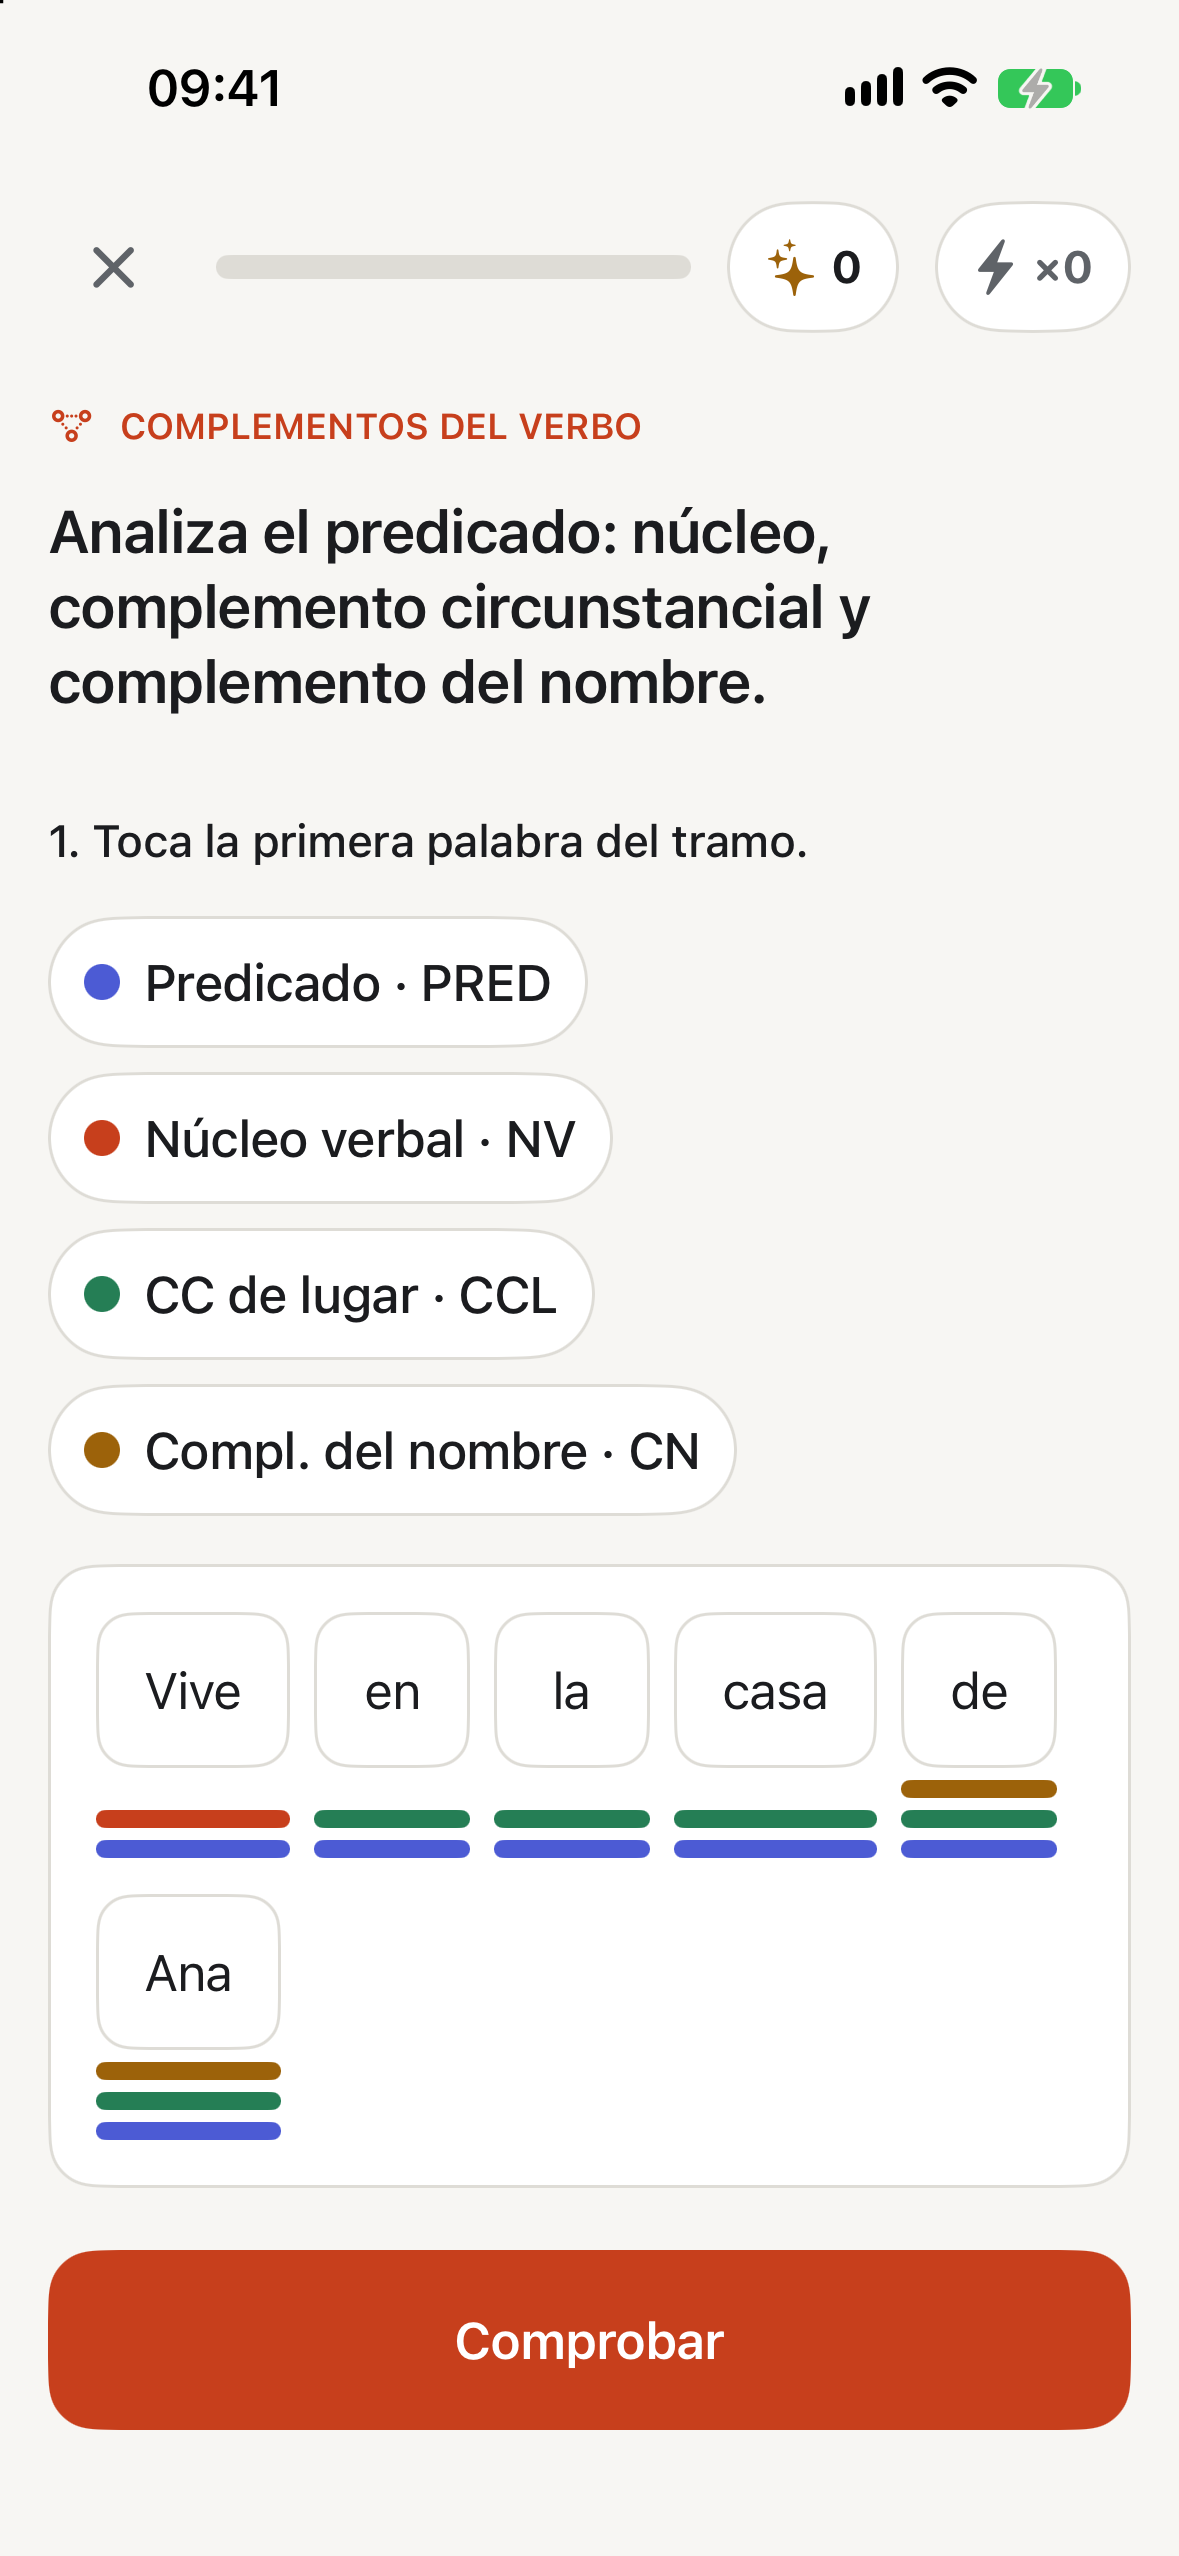 09:41
0
×0
COMPLEMENTOS DEL VERBO
Analiza el predicado: núcleo,
complemento circunstancial y
complemento del nombre.
1. Toca la primera palabra del tramo.
Predicado · PRED
Núcleo verbal · NV
CC de lugar · CCL
Compl. del nombre · CN
Vive en la casa de
Ana
Comprobar